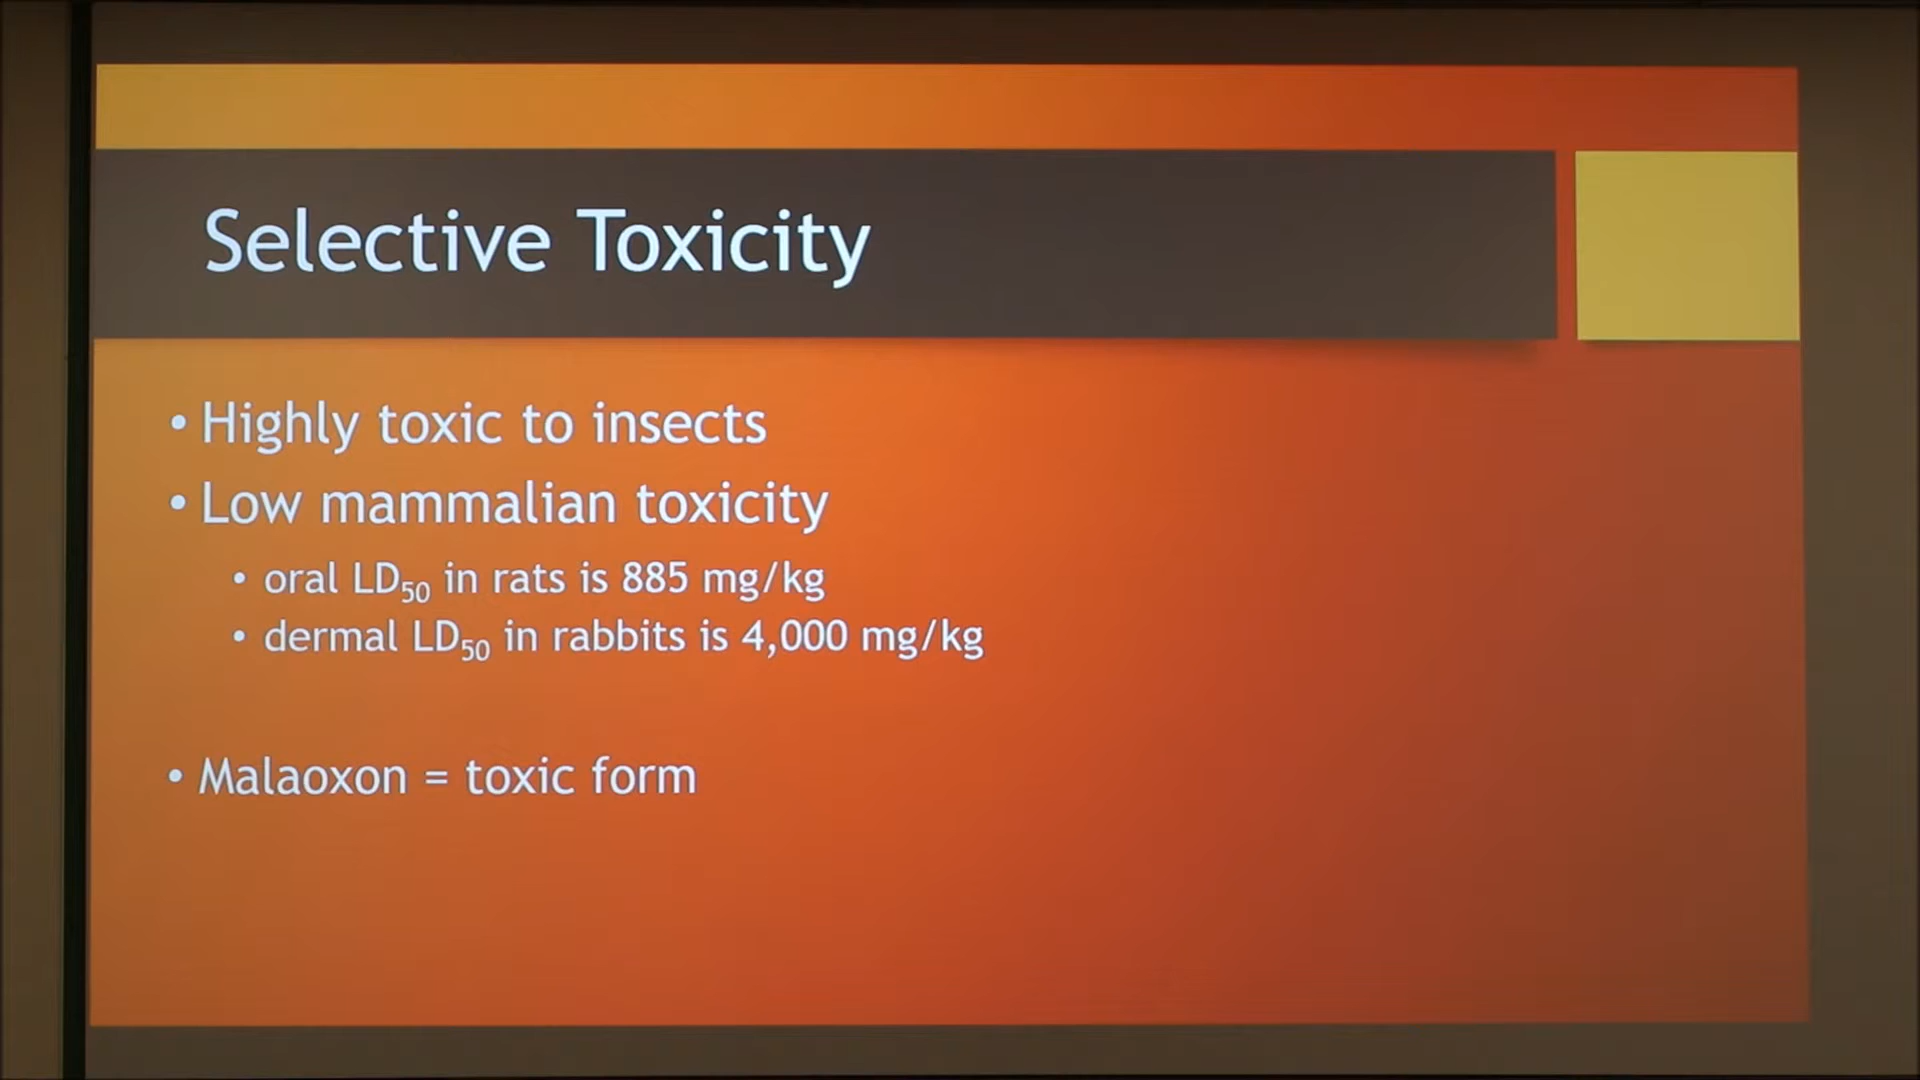 Selective Toxicity
• Highly toxic to insects
• Low mammalian toxicity
• oral LD₅₀ in rats is 885 mg/kg
• dermal LD₅₀ in rabbits is 4,000 mg/kg
• Malaoxon = toxic form